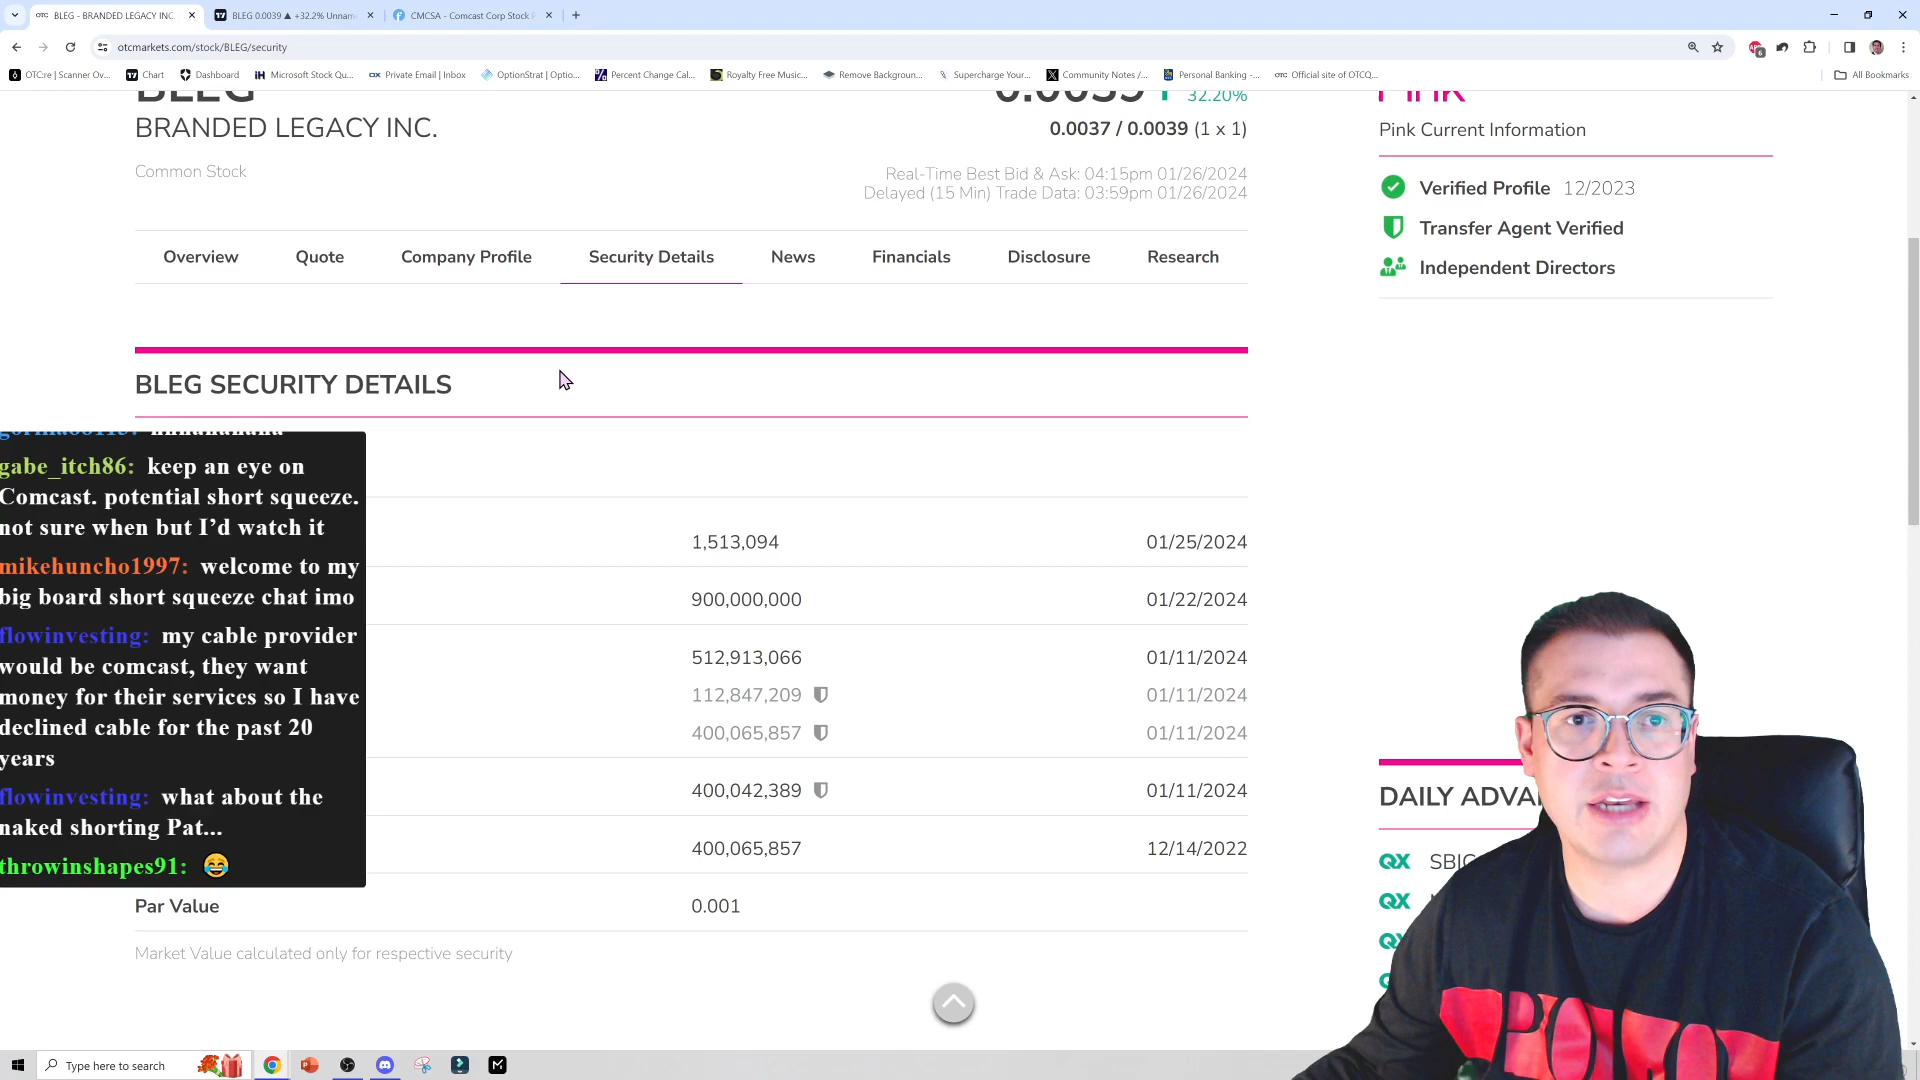 BLEG - BRANDED LEGACY INC.
BLEG 0.0039 ▲ +32.2% Unnam
CMCSA - Comcast Corp Stock P
otcmarkets.com/stock/BLEG/security
OTC:re | Scanner Ov...
Chart
Dashboard
Microsoft Stock Qu...
Private Email | Inbox
OptionStrat | Optio...
Percent Change Cal...
Royalty Free Music...
Remove Backgroun...
Supercharge Your...
Community Notes /...
Personal Banking -...
Official site of OTCQ...
All Bookmarks
BLEG
0.0039
32.20%
BRANDED LEGACY INC.
0.0037 / 0.0039 (1 x 1)
Common Stock
Real-Time Best Bid & Ask: 04:15pm 01/26/2024
Delayed (15 Min) Trade Data: 03:59pm 01/26/2024
Pink
Pink Current Information
Verified Profile 12/2023
Transfer Agent Verified
Independent Directors
Overview
Quote
Company Profile
Security Details
News
Financials
Disclosure
Research
BLEG SECURITY DETAILS
gabe_itch86: keep an eye on
Comcast. potential short squeeze.
not sure when but I'd watch it
mikehuncho1997: welcome to my
big board short squeeze chat imo
flowinvesting: my cable provider
would be comcast, they want
money for their services so I have
declined cable for the past 20
years
flowinvesting: what about the
naked shorting Pat...
throwinshapes91: 😂
1,513,094 01/25/2024
900,000,000 01/22/2024
512,913,066 01/11/2024
112,847,209 01/11/2024
400,065,857 01/11/2024
400,042,389 01/11/2024
400,065,857 12/14/2022
Par Value 0.001
Market Value calculated only for respective security
DAILY ADVA
QX SBIC
QX
POLO
Type here to search